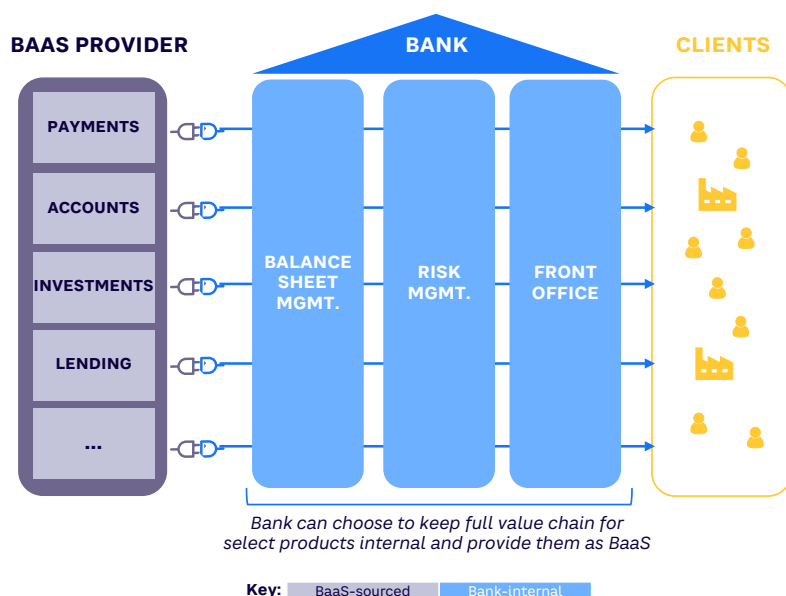 BAAS PROVIDER
BANK
CLIENTS
PAYMENTS
ACCOUNTS
INVESTMENTS
LENDING
...
BALANCE
SHEET
MGMT.
RISK
MGMT.
FRONT
OFFICE
Bank can choose to keep full value chain for
select products internal and provide them as BaaS
Key: BaaS-sourced Bank-internal